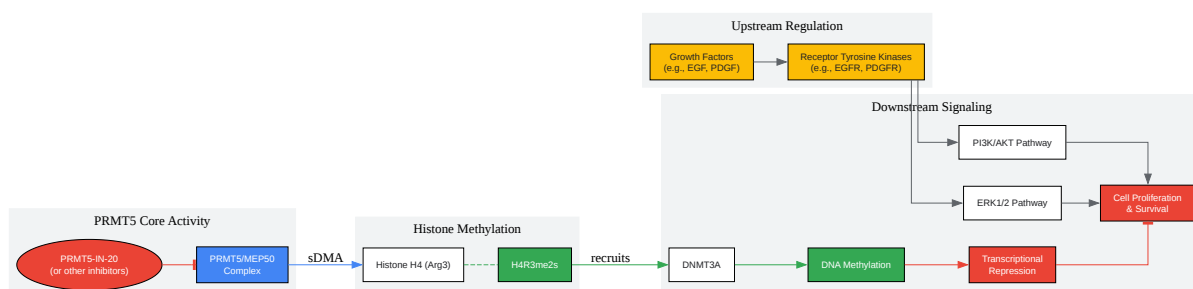 Upstream Regulation
Growth Factors
(e.g., EGF, PDGF)
Receptor Tyrosine Kinases
(e.g., EGFR, PDGFR)
Downstream Signaling
PI3K/AKT Pathway
ERK1/2 Pathway
Cell Proliferation
& Survival
PRMT5 Core Activity
PRMT5-IN-20
(or other inhibitors)
PRMT5/MEP50
Complex
sDMA
Histone Methylation
Histone H4 (Arg3)
H4R3me2s
recruits
DNMT3A
DNA Methylation
Transcriptional
Repression